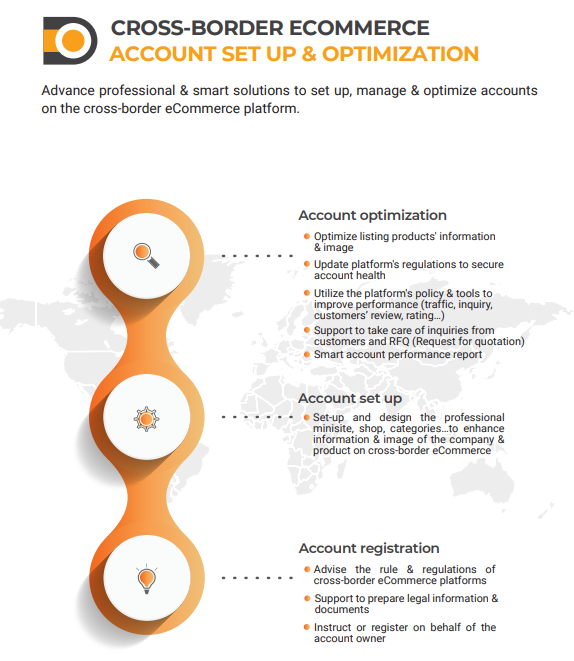 CROSS-BORDER ECOMMERCE
ACCOUNT SET UP & OPTIMIZATION
Advance professional & smart solutions to set up, manage & optimize accounts
on the cross-border eCommerce platform.
Account optimization
Optimize listing products' information
& image
Update platform's regulations to secure
account health
Utilize the platform's policy & tools to
improve performance (traffic, inquiry,
customers' review, rating...)
Support to take care of inquiries from
customers and RFQ (Request for quotation)
Smart account performance report
Account set up
Set-up and design the professional
minisite, shop, categories...to enhance
information & image of the company &
product on cross-border eCommerce
Account registration
Advise the rule & regulations of
cross-border eCommerce platforms
Support to prepare legal information &
documents
Instruct or register on behalf of the
account owner